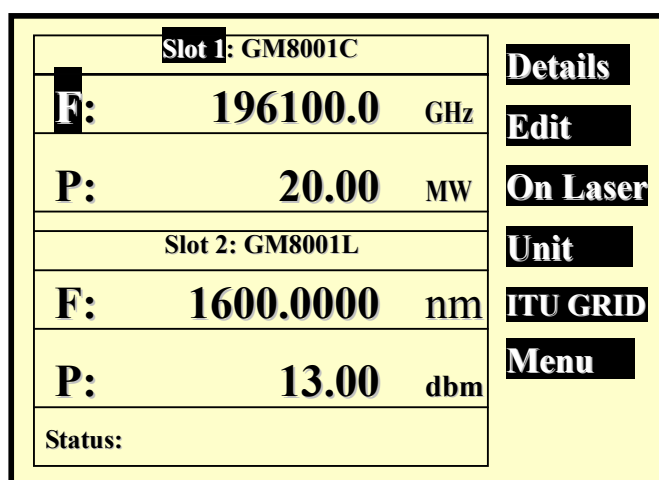 Slot 1: GM8001C
F: 196100.0 GHz
P: 20.00 MW
Slot 2: GM8001L
F: 1600.0000 nm
P: 13.00 dbm
Status:
Details
Edit
On Laser
Unit
ITU GRID
Menu